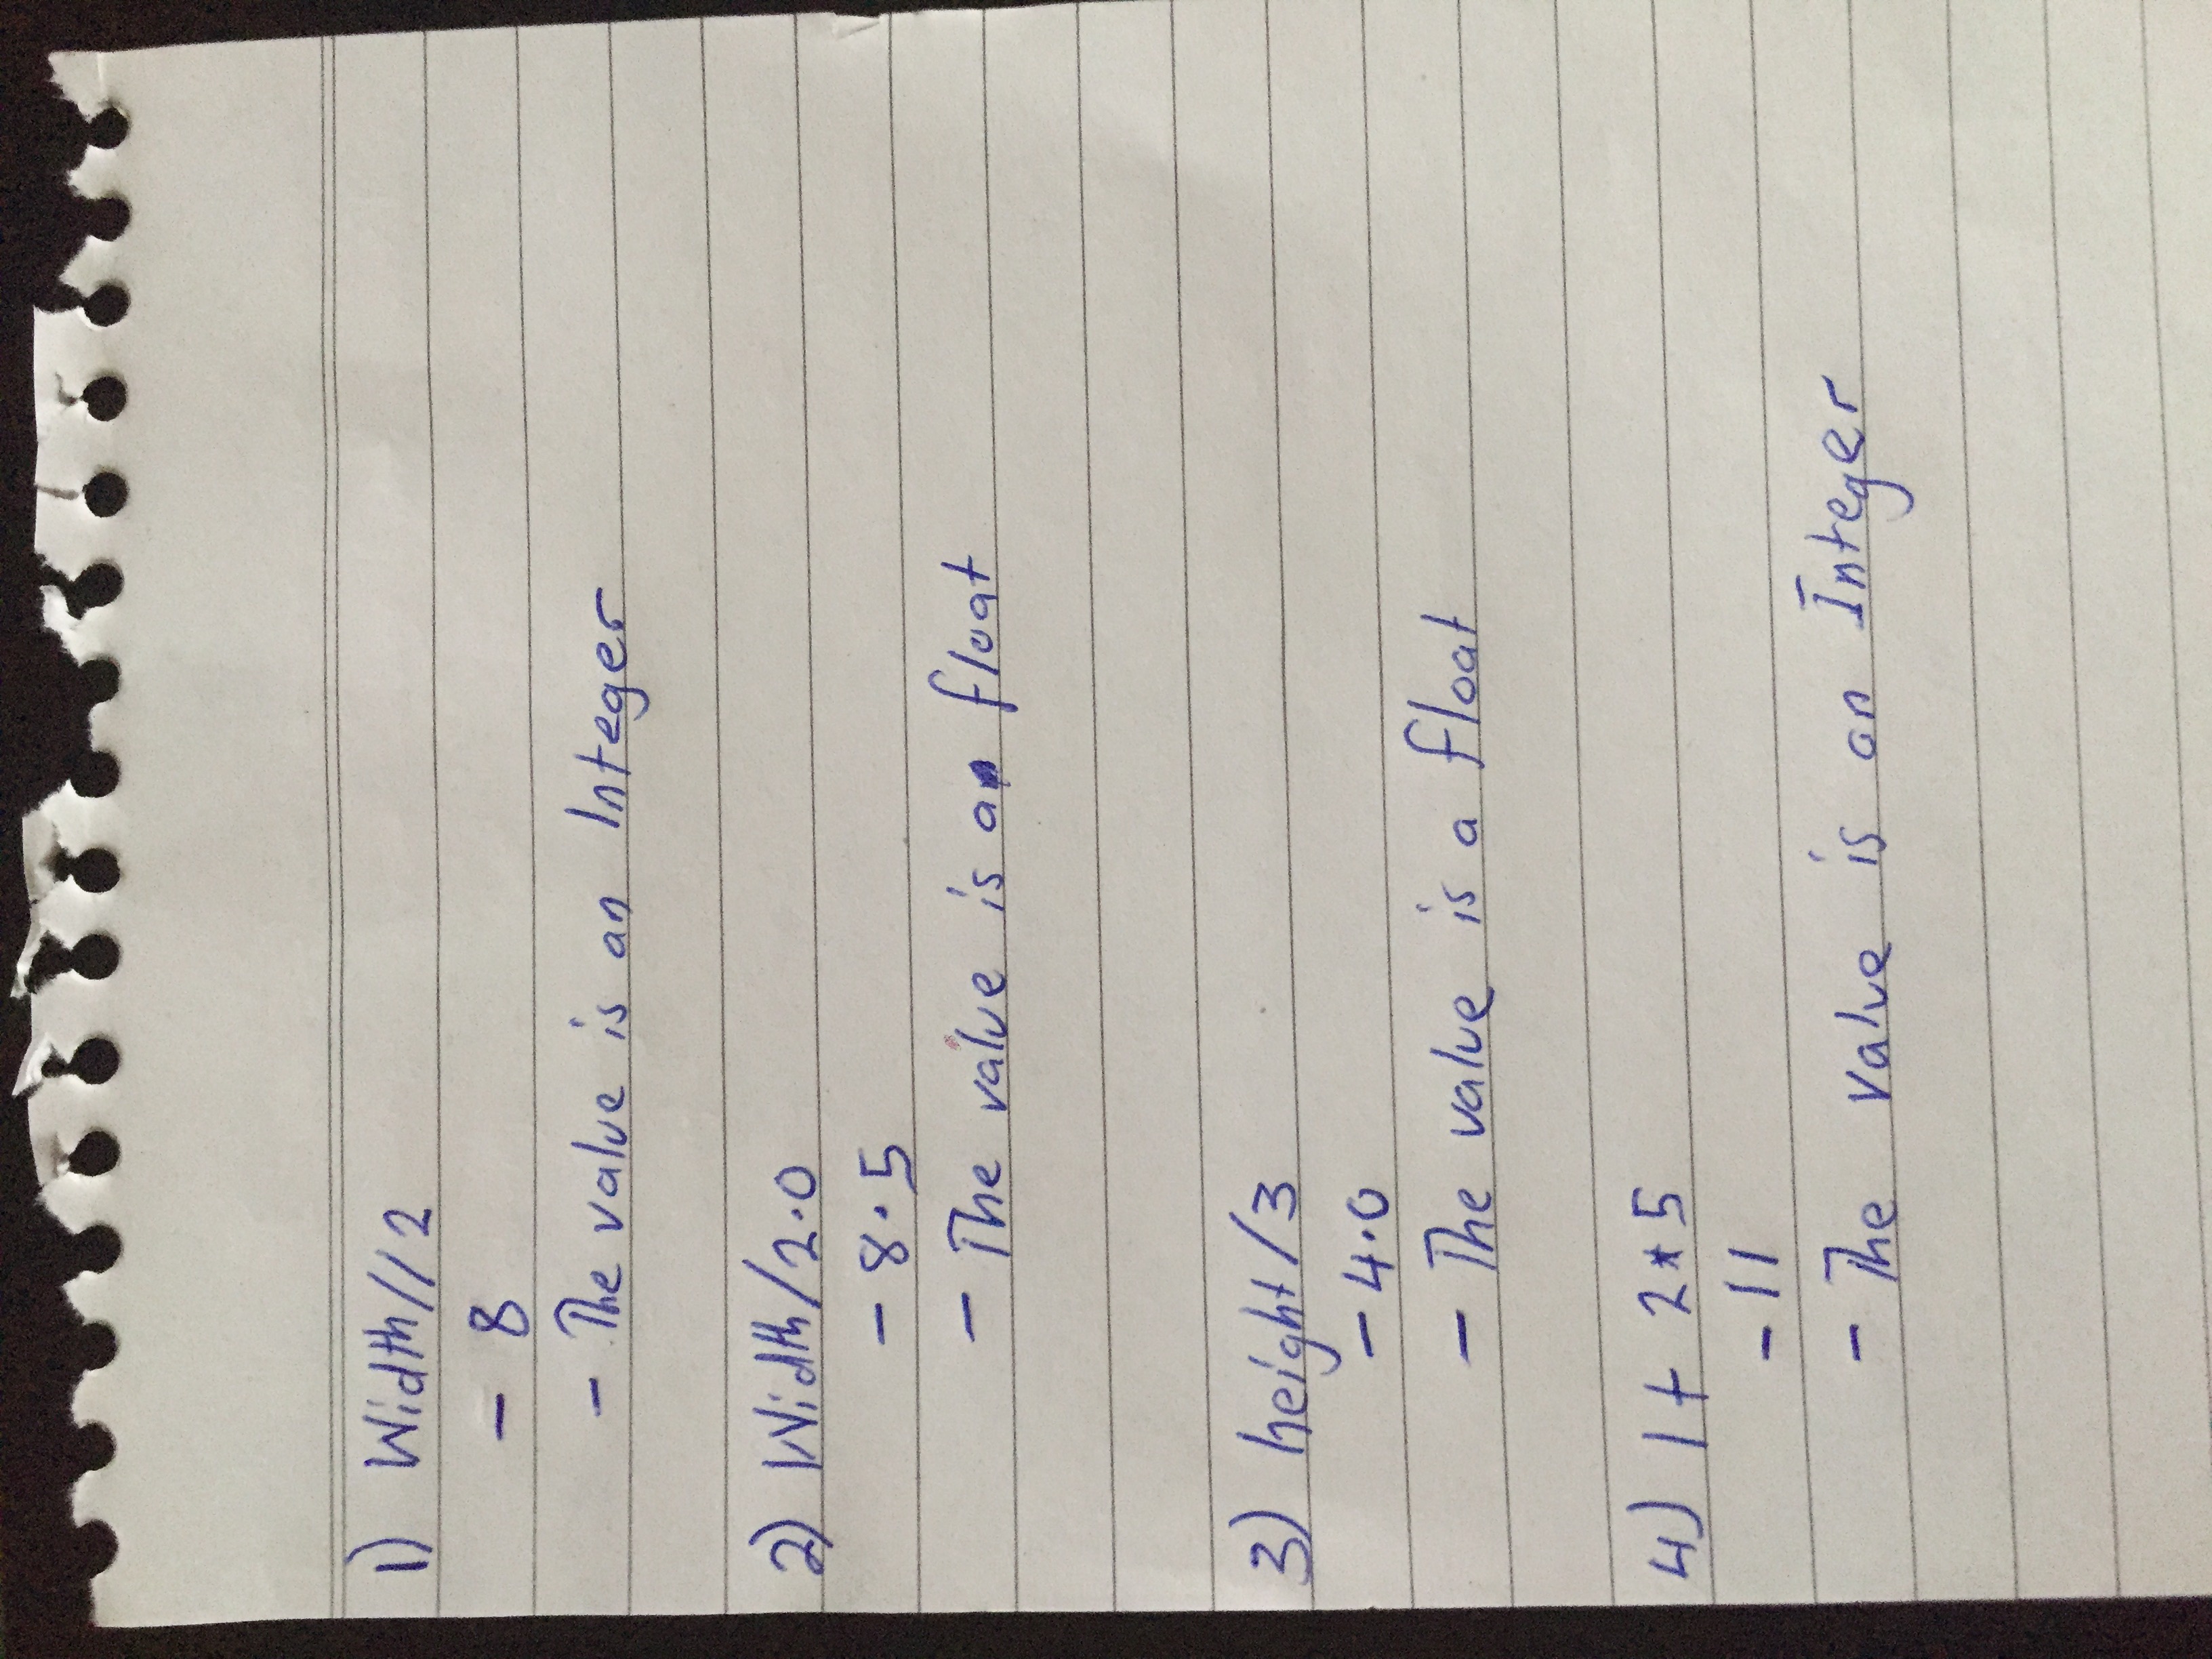 1) Width//2
- 8
- The value is an Integer
2) Width/2.0
- 8.5
- The value is a float
3) height/3
- 4.0
- The value is a float
4) 1+ 2*5
- 11
- The value is an Integer